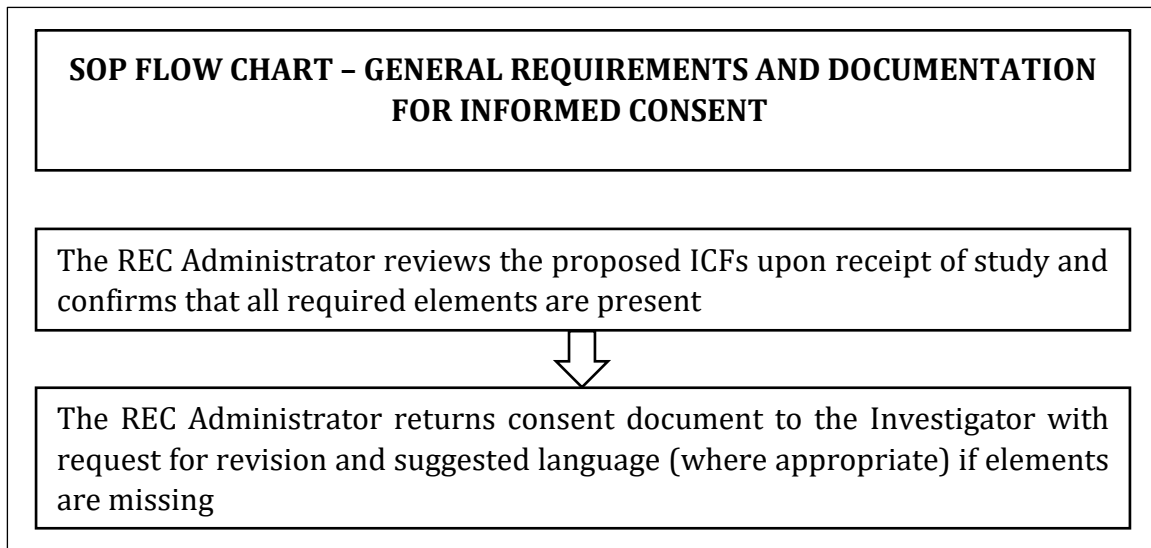 SOP FLOW CHART – GENERAL REQUIREMENTS AND DOCUMENTATION
FOR INFORMED CONSENT
The REC Administrator reviews the proposed ICFs upon receipt of study and
confirms that all required elements are present
The REC Administrator returns consent document to the Investigator with
request for revision and suggested language (where appropriate) if elements
are missing